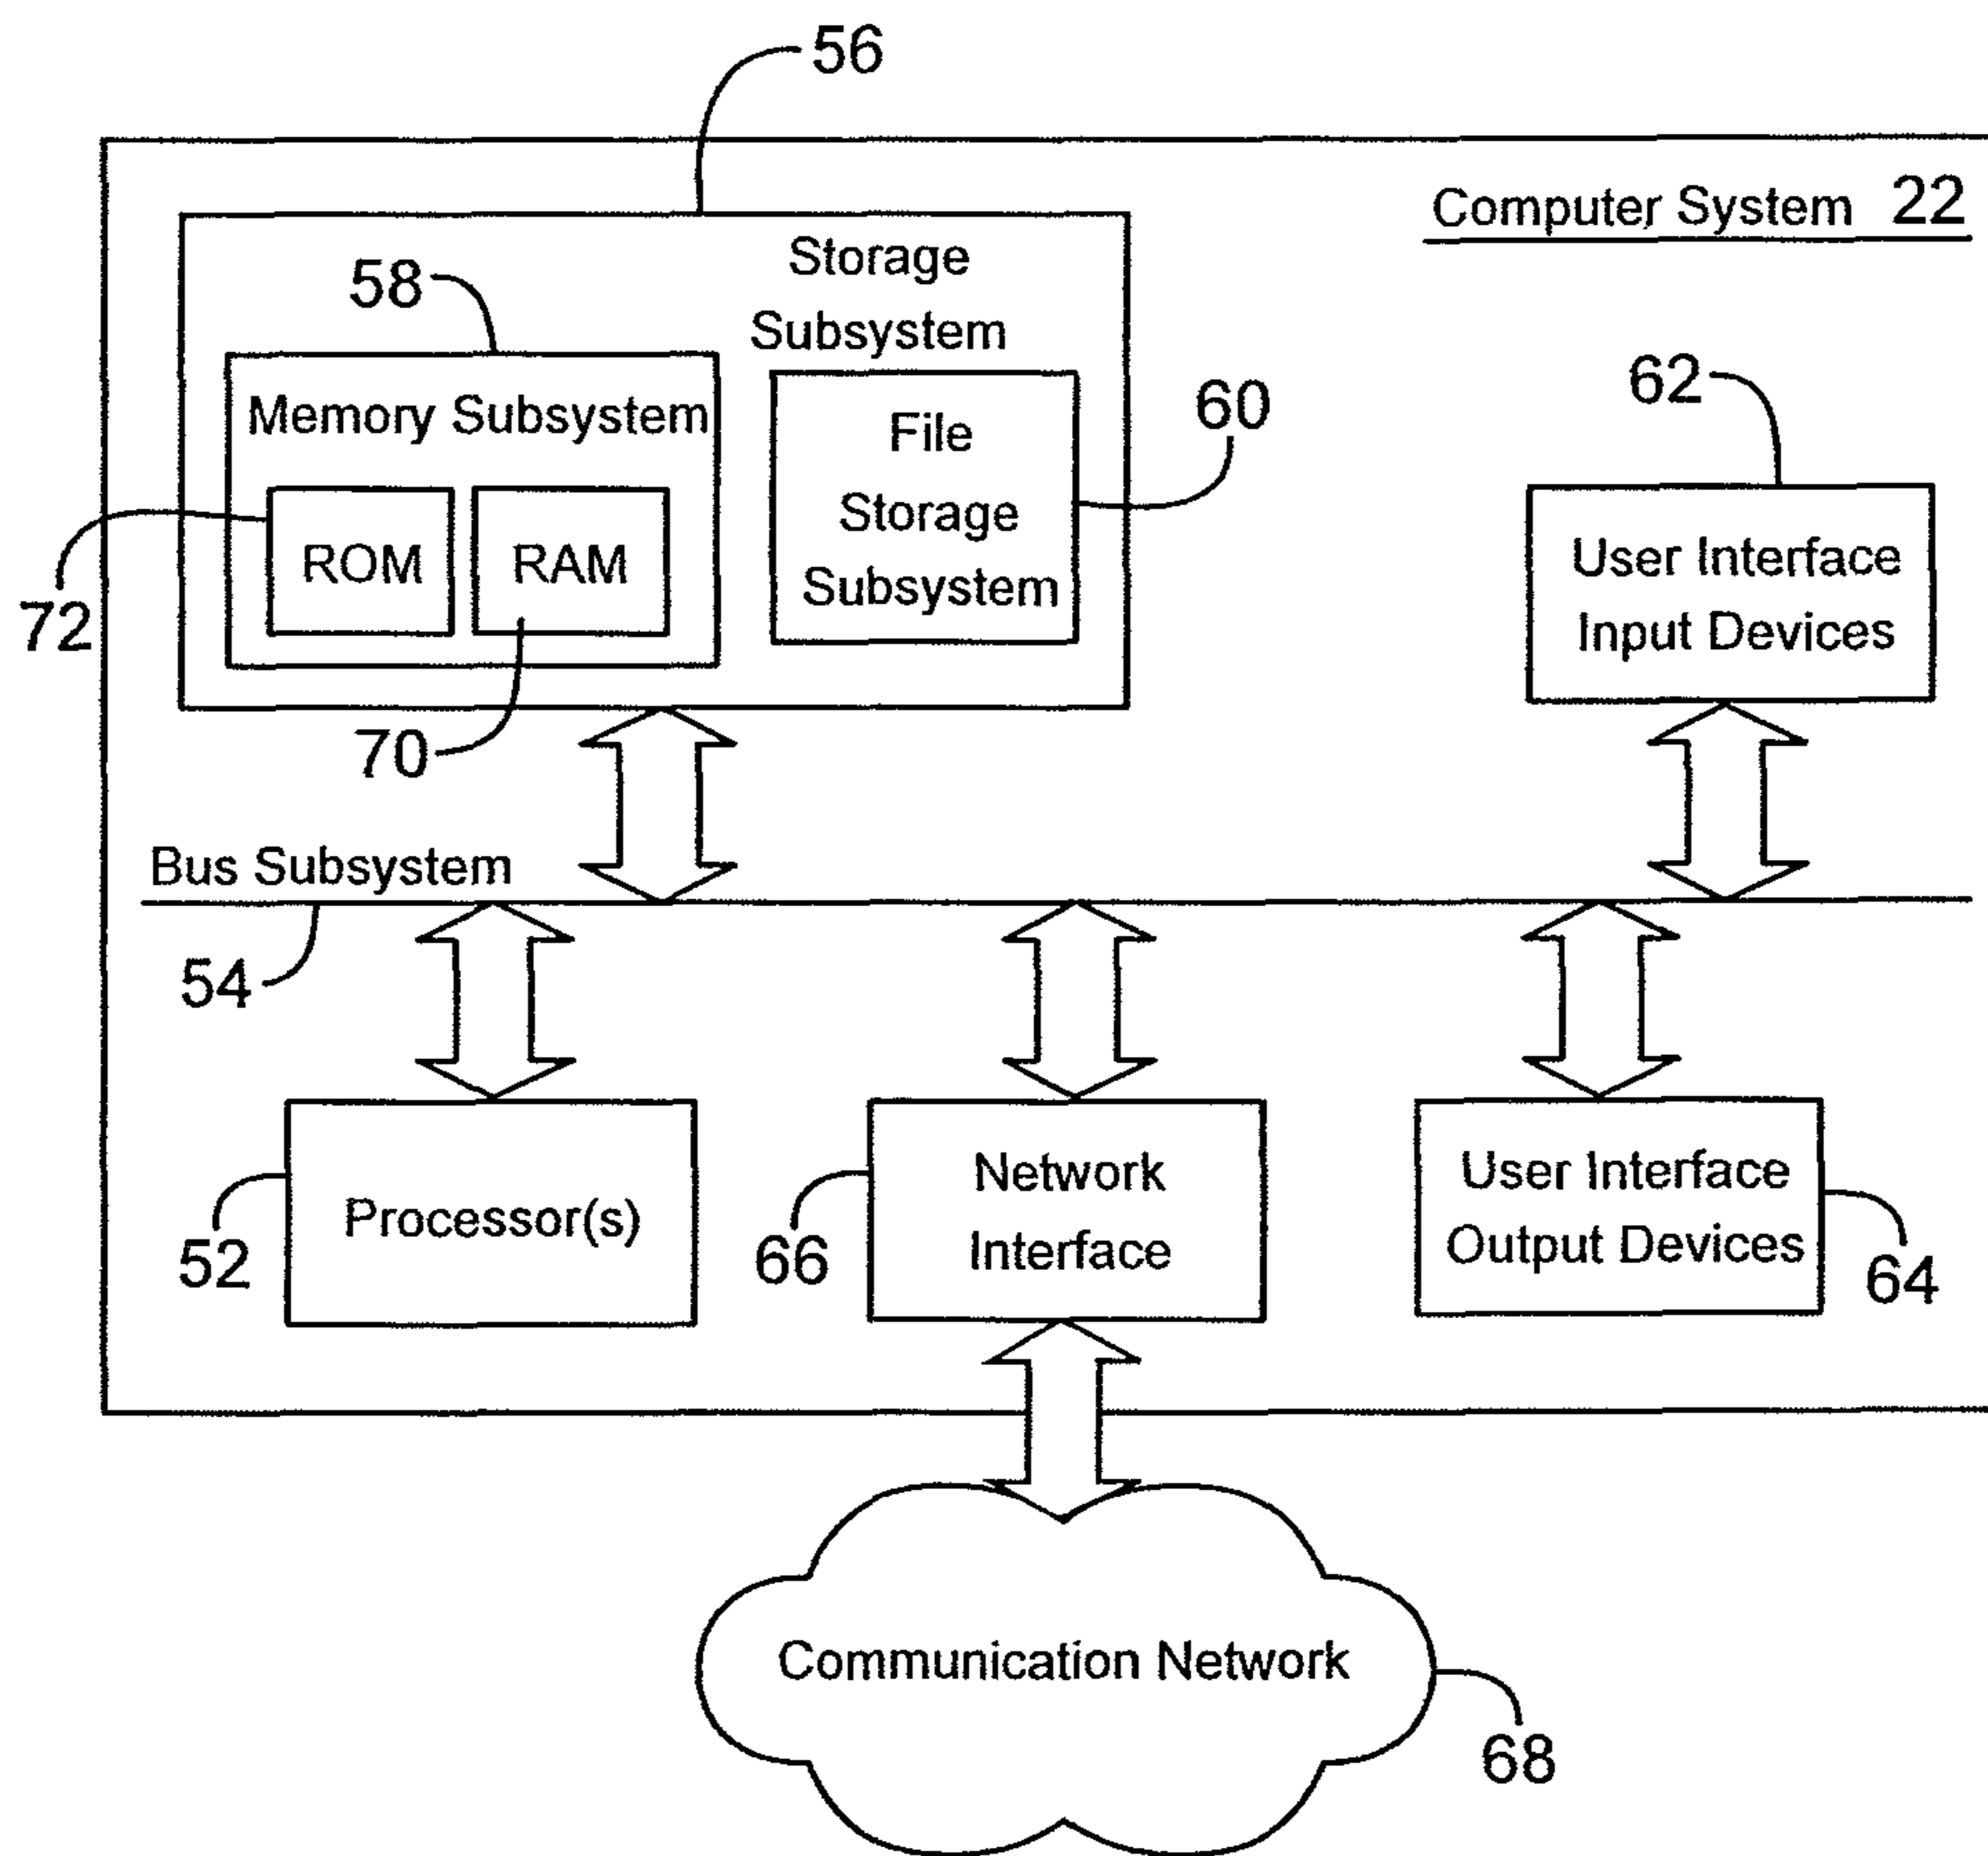 56
Computer System 22
Storage
Subsystem
58
Memory Subsystem
File
Storage
Subsystem
60
62
ROM
RAM
72
70
User Interface
Input Devices
Bus Subsystem
54
Processor(s)
52
Network
Interface
66
User Interface
Output Devices
64
Communication Network
68